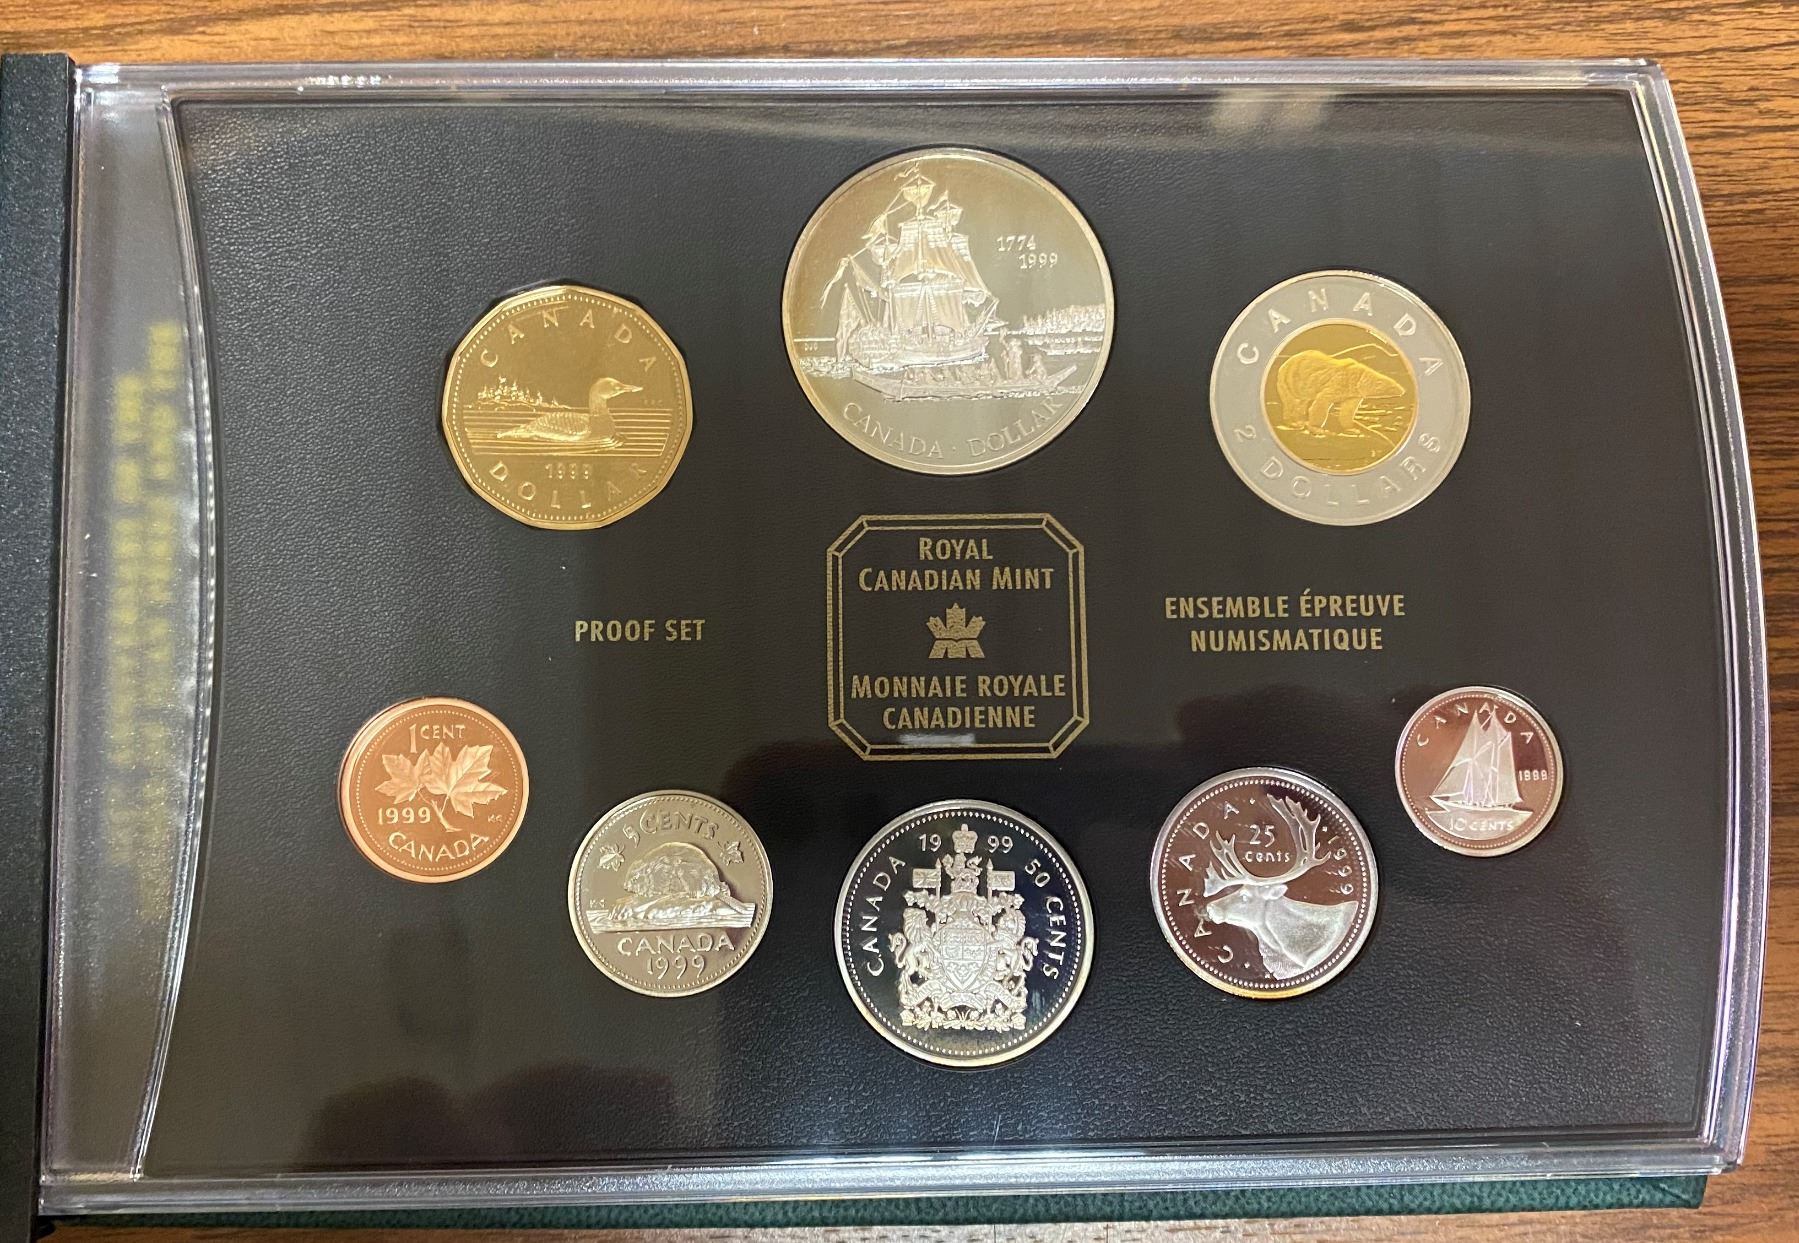 1774
1999
CANADA · DOLLAR
CANADA
1999
DOLLAR
CANADA
2 DOLLARS
ROYAL
CANADIAN MINT
MONNAIE ROYALE
CANADIENNE
PROOF SET
ENSEMBLE ÉPREUVE
NUMISMATIQUE
1 CENT
1999
CANADA
5 CENTS
CANADA
1999
1999
CANADA
50 CENTS
CANADA
25
cents
1999
CANADA
1999
10 CENTS